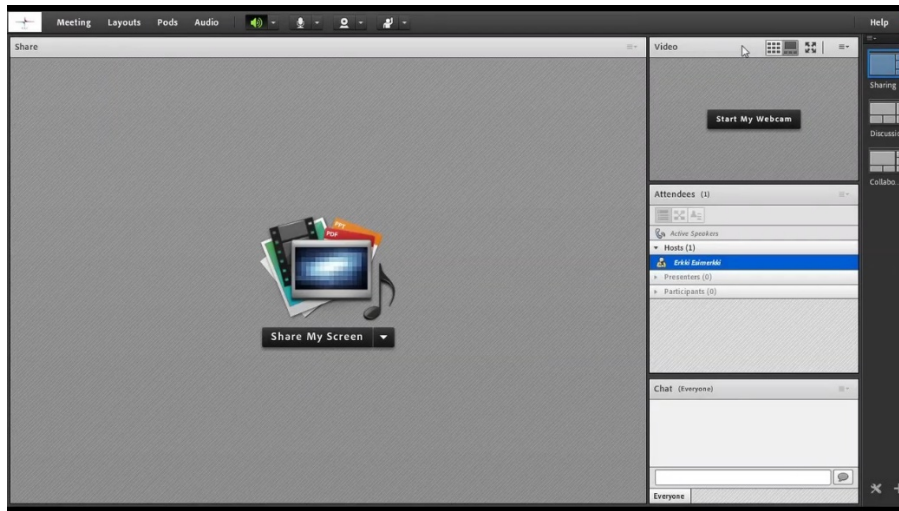 Meeting Layouts Pods Audio Help
Share
Video
Start My Webcam
Sharing
Discussi
Collabo.
Attendees (1)
Active Speakers
Hosts (1)
Erkki Esimerkki
Presenters (0)
Participants (0)
PPT
PDF
Share My Screen
Chat (Everyone)
Everyone